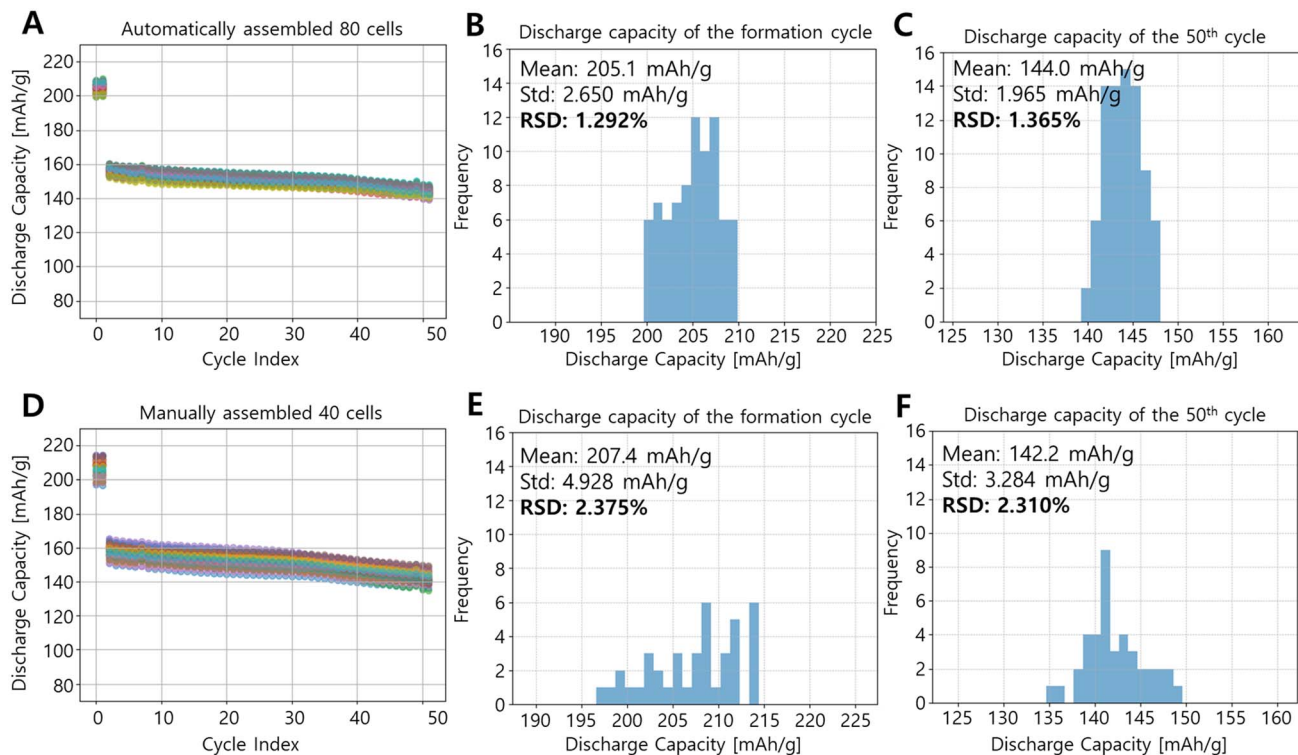 A
Automatically assembled 80 cells
220
200
180
160
140
120
100
80
0
10
20
30
40
50
Discharge Capacity [mAh/g]
Cycle Index
B
Discharge capacity of the formation cycle
Mean: 205.1 mAh/g
Std: 2.650 mAh/g
RSD: 1.292%
16
14
12
10
8
6
4
2
0
190
195
200
205
210
215
220
225
Frequency
Discharge Capacity [mAh/g]
C
Discharge capacity of the 50th cycle
Mean: 144.0 mAh/g
Std: 1.965 mAh/g
RSD: 1.365%
16
14
12
10
8
6
4
2
0
125
130
135
140
145
150
155
160
Frequency
Discharge Capacity [mAh/g]
D
Manually assembled 40 cells
220
200
180
160
140
120
100
80
0
10
20
30
40
50
Discharge Capacity [mAh/g]
Cycle Index
E
Discharge capacity of the formation cycle
Mean: 207.4 mAh/g
Std: 4.928 mAh/g
RSD: 2.375%
16
14
12
10
8
6
4
2
0
190
195
200
205
210
215
220
225
Frequency
Discharge Capacity [mAh/g]
F
Discharge capacity of the 50th cycle
Mean: 142.2 mAh/g
Std: 3.284 mAh/g
RSD: 2.310%
16
14
12
10
8
6
4
2
0
125
130
135
140
145
150
155
160
Frequency
Discharge Capacity [mAh/g]